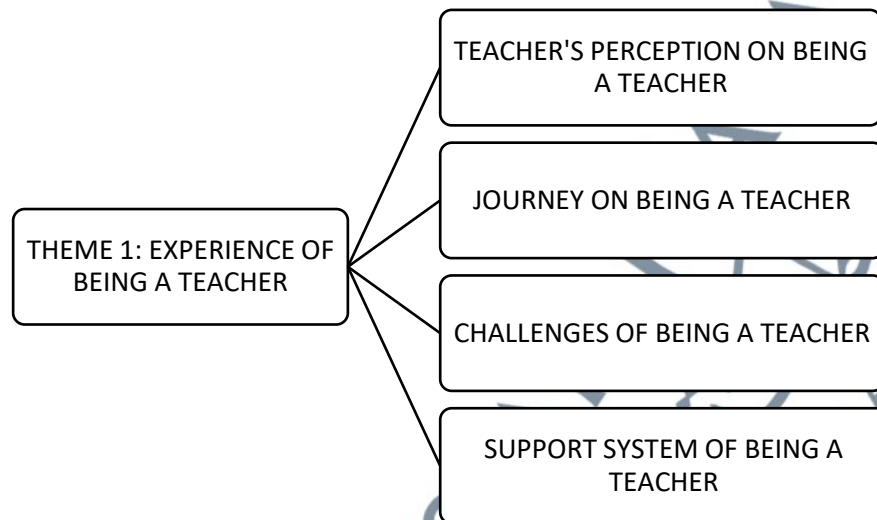 TEACHER'S PERCEPTION ON BEING
A TEACHER
JOURNEY ON BEING A TEACHER
THEME 1: EXPERIENCE OF
BEING A TEACHER
CHALLENGES OF BEING A TEACHER
SUPPORT SYSTEM OF BEING A
TEACHER